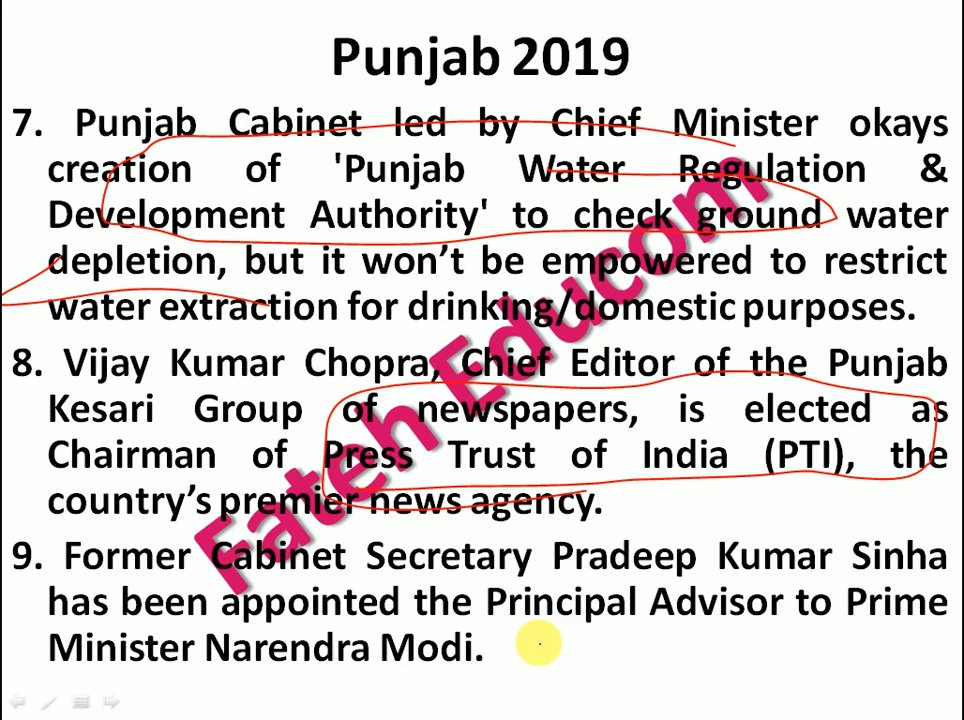 Punjab 2019
7. Punjab Cabinet led by Chief Minister okays
creation of 'Punjab Water Regulation &
Development Authority' to check ground water
depletion, but it won’t be empowered to restrict
water extraction for drinking/domestic purposes.
8. Vijay Kumar Chopra, Chief Editor of the Punjab
Kesari Group of newspapers, is elected as
Chairman of Press Trust of India (PTI), the
country’s premier news agency.
9. Former Cabinet Secretary Pradeep Kumar Sinha
has been appointed the Principal Advisor to Prime
Minister Narendra Modi.
Fateh Educom